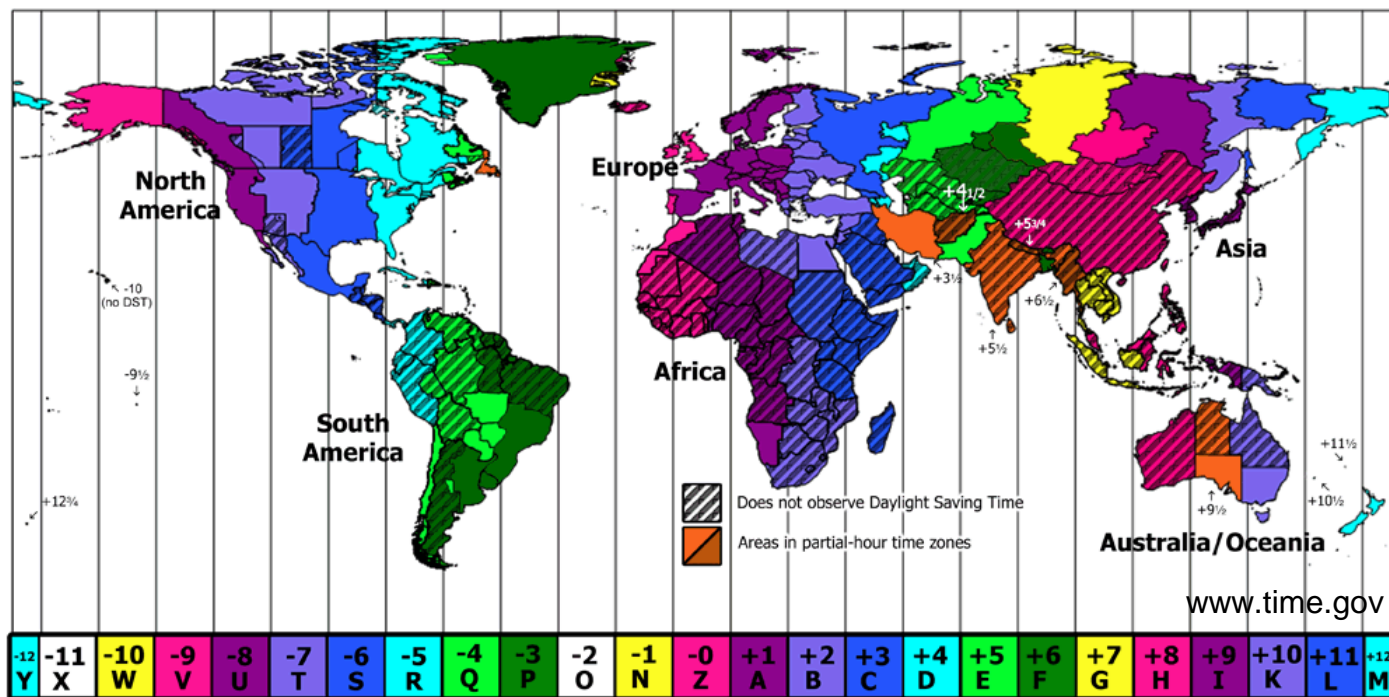 Europe
North
America
+4 1/2
+5 3/4
Asia
-10
(no DST)
+3½
+6½
+5½
-9½
Africa
South
America
+11½
+12¾
+10½
+9½
Does not observe Daylight Saving Time
Areas in partial-hour time zones
Australia/Oceania
www.time.gov
-12 -11 -10 -9 -8 -7 -6 -5 -4 -3 -2 -1 -0 +1 +2 +3 +4 +5 +6 +7 +8 +9 +10 +11 +12
Y X W V U T S R Q P O N Z A B C D E F G H I K L M